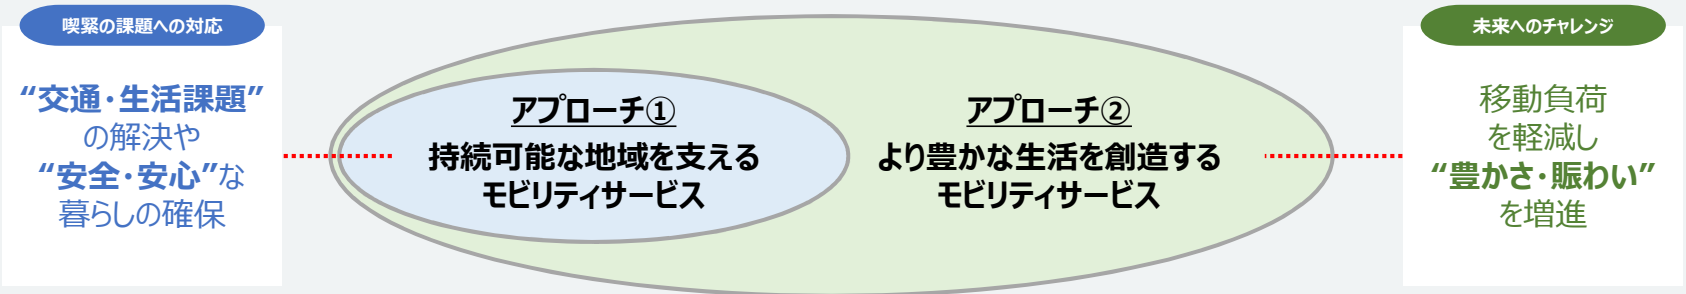 喫緊の課題への対応
“交通・生活課題”
の解決や
“安全・安心”な
暮らしの確保
アプローチ①
持続可能な地域を支える
モビリティサービス
アプローチ②
より豊かな生活を創造する
モビリティサービス
未来へのチャレンジ
移動負荷
を軽減し
“豊かさ・賑わい”
を増進